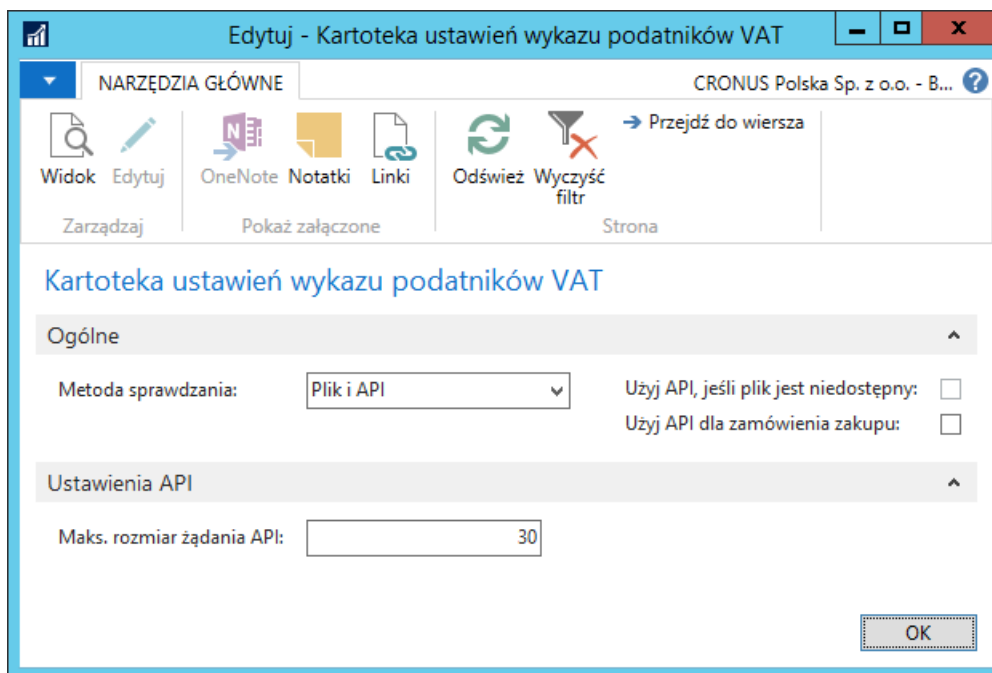 Edytuj - Kartoteka ustawień wykazu podatników VAT
NARZĘDZIA GŁÓWNE
CRONUS Polska Sp. z o.o. - B...
Widok
Edytuj
OneNote
Notatki
Linki
Odśwież
Wyczyść
filtr
Przejdź do wiersza
Zarządzaj
Pokaż załączone
Strona
Kartoteka ustawień wykazu podatników VAT
Ogólne
Metoda sprawdzania: Plik i API
Użyj API, jeśli plik jest niedostępny:
Użyj API dla zamówienia zakupu:
Ustawienia API
Maks. rozmiar żądania API: 30
OK